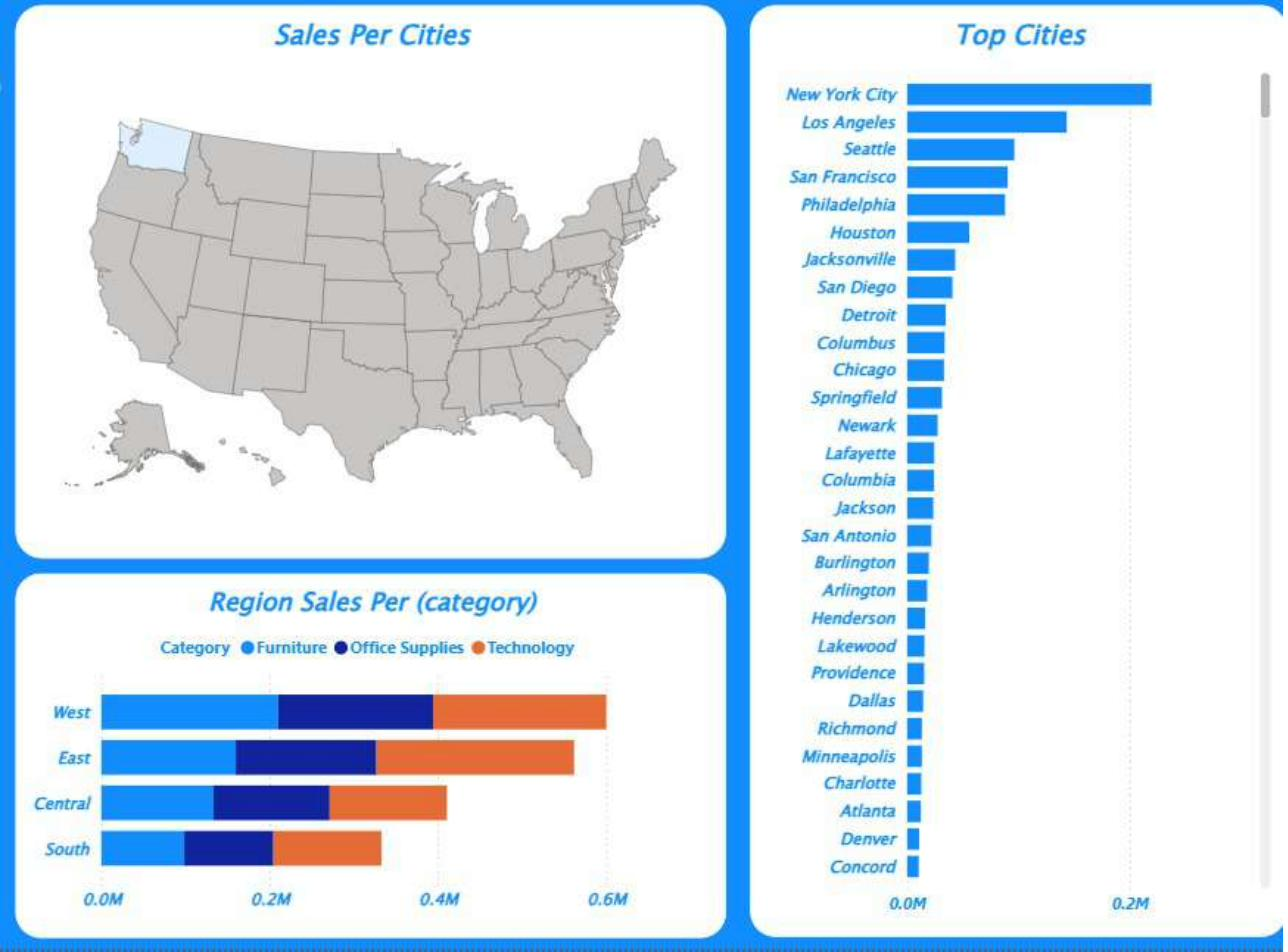 Sales Per Cities
Region Sales Per (category)
Category Furniture Office Supplies Technology
West
East
Central
South
0.0M 0.2M 0.4M 0.6M
Top Cities
New York City
Los Angeles
Seattle
San Francisco
Philadelphia
Houston
Jacksonville
San Diego
Detroit
Columbus
Chicago
Springfield
Newark
Lafayette
Columbia
Jackson
San Antonio
Burlington
Arlington
Henderson
Lakewood
Providence
Dallas
Richmond
Minneapolis
Charlotte
Atlanta
Denver
Concord
0.0M 0.2M